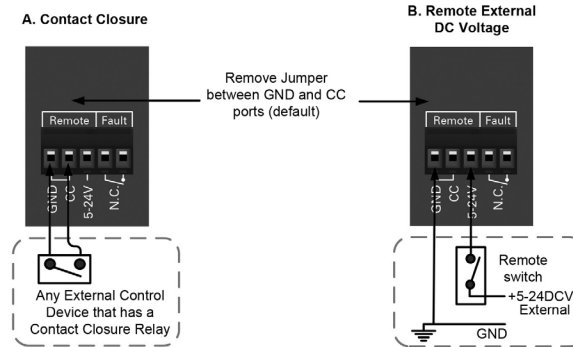 A. Contact Closure
B. Remote External
DC Voltage
Remove Jumper
between GND and CC
ports (default)
Remote Fault
GND
CC
5-24V
N.C.
Any External Control
Device that has a
Contact Closure Relay
Remote Fault
GND
CC
5-24V
N.C.
Remote
switch
+5-24DCV
External
GND